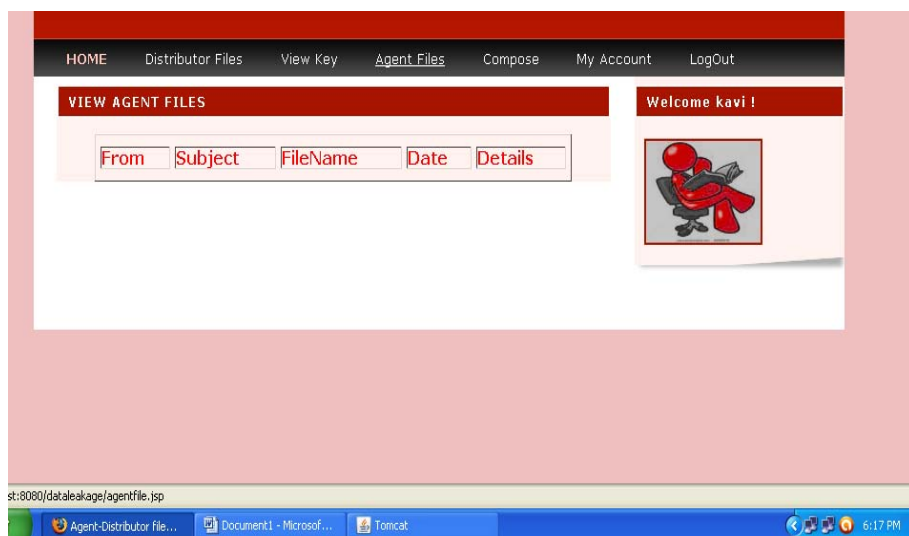 HOME Distributor Files View Key Agent Files Compose My Account LogOut
VIEW AGENT FILES
Welcome kavi !
From Subject FileName Date Details
st:8080/dataleakage/agentfile.jsp
Agent-Distributor file... Document1 - Microsof... Tomcat 6:17 PM